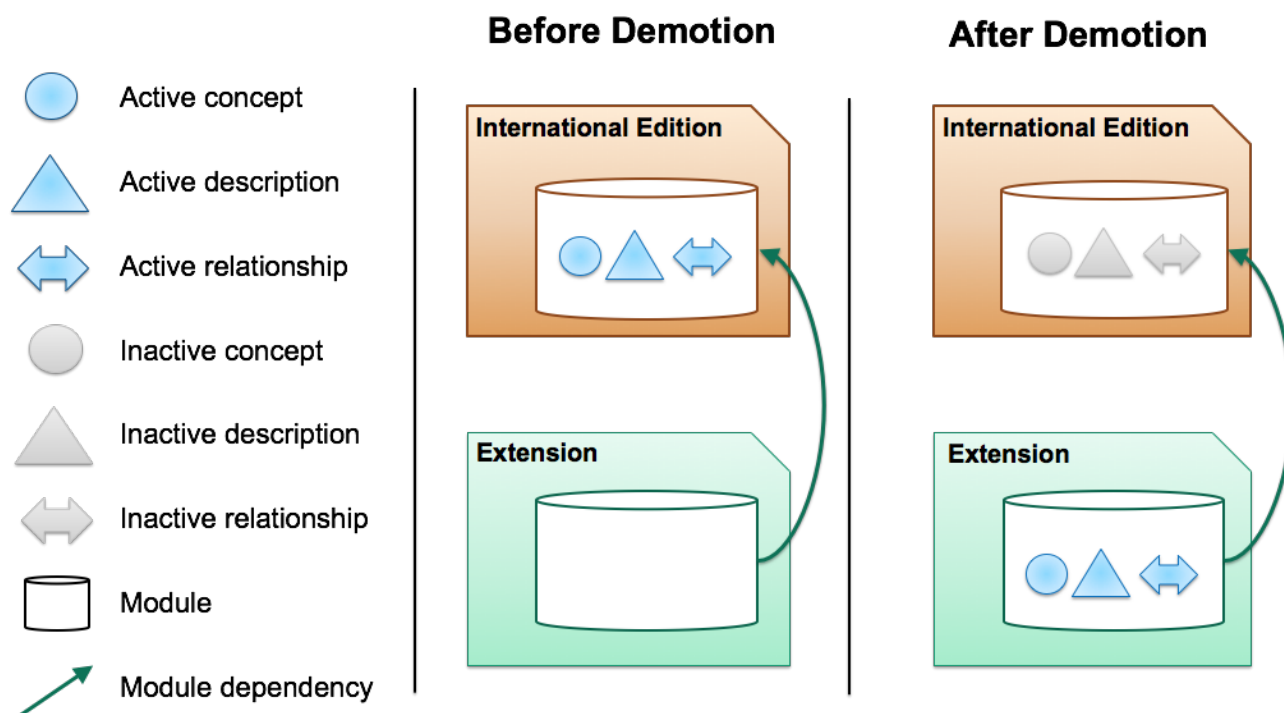 Before Demotion
After Demotion
Active concept
Active description
Active relationship
Inactive concept
Inactive description
Inactive relationship
Module
Module dependency
International Edition
Extension
International Edition
Extension